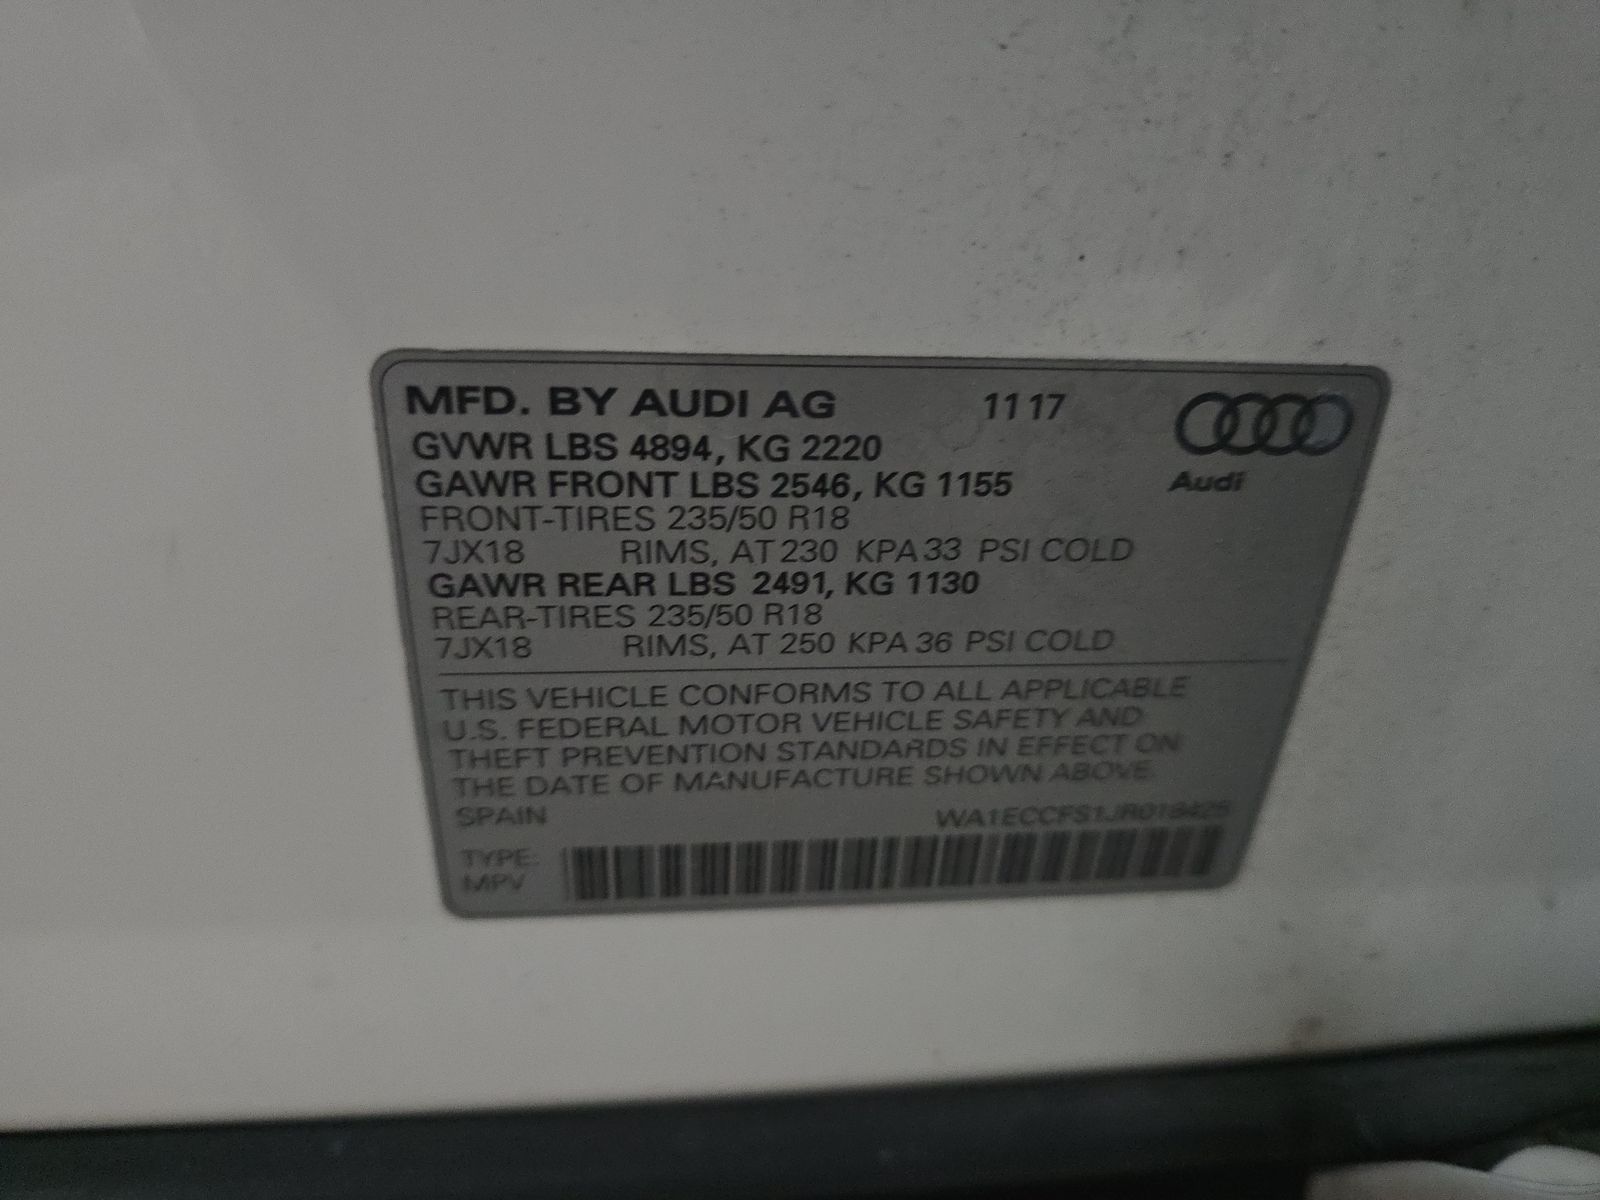 MFD. BY AUDI AG 11 17
GVWR LBS 4894, KG 2220
Audi
GAWR FRONT LBS 2546, KG 1155
FRONT-TIRES 235/50 R18
7JX18 RIMS, AT 230 KPA 33 PSI COLD
GAWR REAR LBS 2491, KG 1130
REAR-TIRES 235/50 R18
7JX18 RIMS, AT 250 KPA 36 PSI COLD
THIS VEHICLE CONFORMS TO ALL APPLICABLE
U.S. FEDERAL MOTOR VEHICLE SAFETY AND
THEFT PREVENTION STANDARDS IN EFFECT ON
THE DATE OF MANUFACTURE SHOWN ABOVE.
SPAIN
TYPE:
MPV